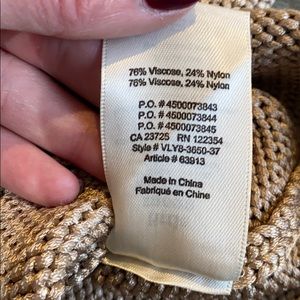 76% Viscose, 24% Nylon
76% Viscose, 24% Nylon
P.O. # 4500073843
P.O. # 4500073844
P.O. # 4500073845
CA 23725 RN 122354
Style # VLY8-3650-37
Article # 63913
Made in China
Fabriqué en China